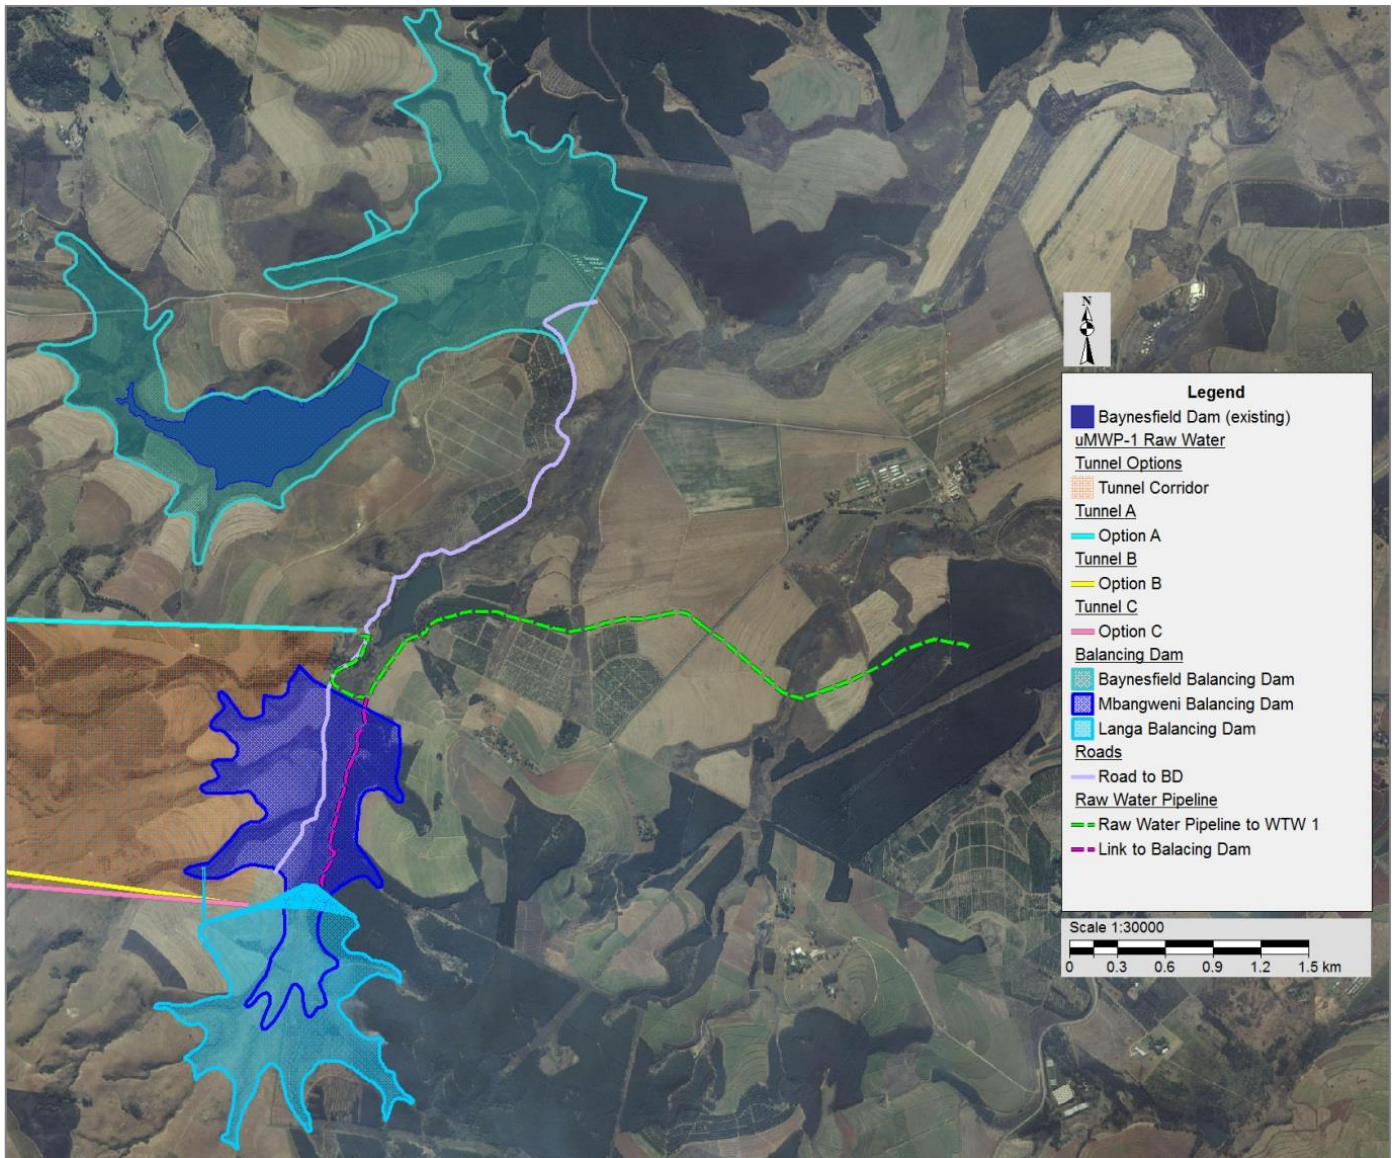 N
Legend
Baynesfield Dam (existing)
uMWP-1 Raw Water
Tunnel Options
Tunnel Corridor
Tunnel A
Option A
Tunnel B
Option B
Tunnel C
Option C
Balancing Dam
Baynesfield Balancing Dam
Mbangweni Balancing Dam
Langa Balancing Dam
Roads
Road to BD
Raw Water Pipeline
Raw Water Pipeline to WTW 1
Link to Balacing Dam
Scale 1:30000
0 0.3 0.6 0.9 1.2 1.5 km